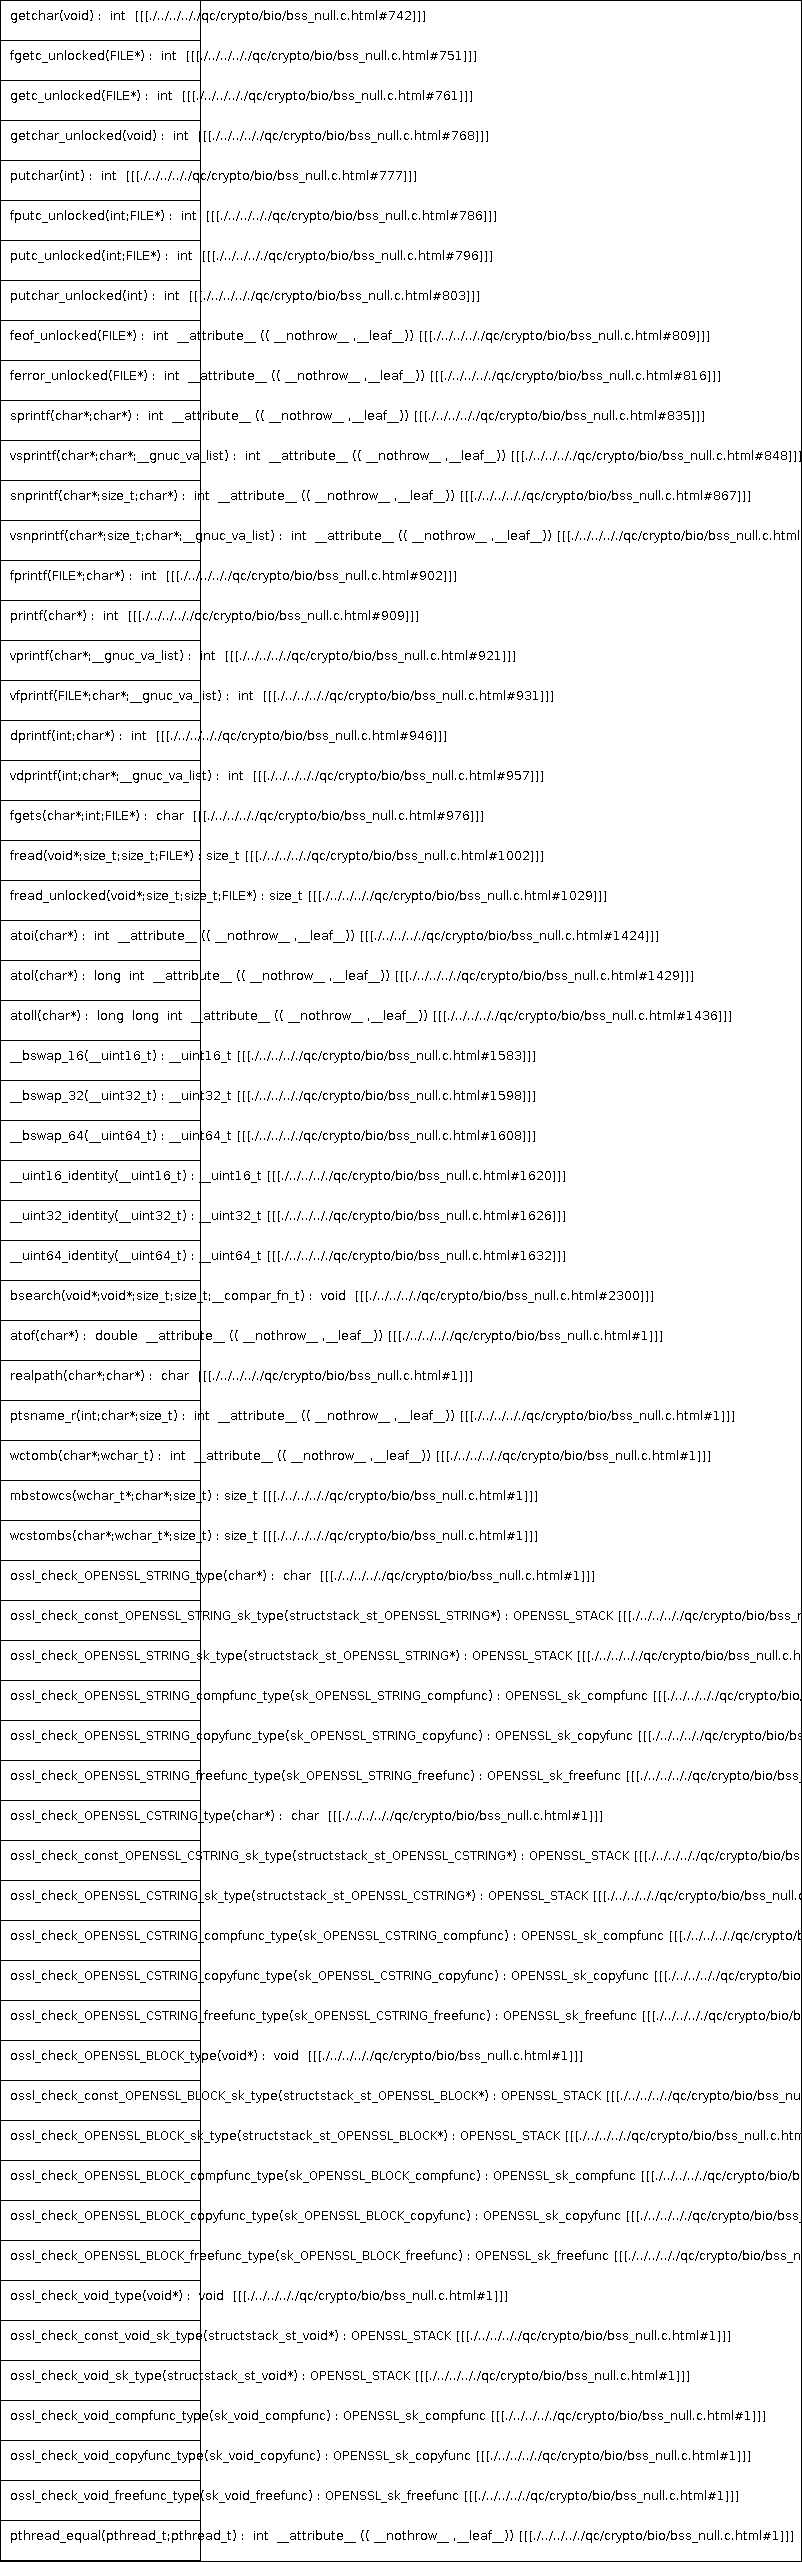 getchar(void) :  int  [[[./../../../../qc/crypto/bio/bss_null.c.html#742]]]
fgetc_unlocked(FILE*) :  int  [[[./../../../../qc/crypto/bio/bss_null.c.html#751]]]
getc_unlocked(FILE*) :  int  [[[./../../../../qc/crypto/bio/bss_null.c.html#761]]]
getchar_unlocked(void) :  int  [[[./../../../../qc/crypto/bio/bss_null.c.html#768]]]
putchar(int) :  int  [[[./../../../../qc/crypto/bio/bss_null.c.html#777]]]
fputc_unlocked(int;FILE*) :  int  [[[./../../../../qc/crypto/bio/bss_null.c.html#786]]]
putc_unlocked(int;FILE*) :  int  [[[./../../../../qc/crypto/bio/bss_null.c.html#796]]]
putchar_unlocked(int) :  int  [[[./../../../../qc/crypto/bio/bss_null.c.html#803]]]
feof_unlocked(FILE*) :  int  __attribute__ (( __nothrow__ ,__leaf__)) [[[./../../../../qc/crypto/bio/bss_null.c.html#809]]]
ferror_unlocked(FILE*) :  int  __attribute__ (( __nothrow__ ,__leaf__)) [[[./../../../../qc/crypto/bio/bss_null.c.html#816]]]
sprintf(char*;char*) :  int  __attribute__ (( __nothrow__ ,__leaf__)) [[[./../../../../qc/crypto/bio/bss_null.c.html#835]]]
vsprintf(char*;char*;__gnuc_va_list) :  int  __attribute__ (( __nothrow__ ,__leaf__)) [[[./../../../../qc/crypto/bio/bss_null.c.html#848]]]
snprintf(char*;size_t;char*) :  int  __attribute__ (( __nothrow__ ,__leaf__)) [[[./../../../../qc/crypto/bio/bss_null.c.html#867]]]
vsnprintf(char*;size_t;char*;__gnuc_va_list) :  int  __attribute__ (( __nothrow__ ,__leaf__)) [[[./../../../../qc/crypto/bio/bss_null.c.html
fprintf(FILE*;char*) :  int  [[[./../../../../qc/crypto/bio/bss_null.c.html#902]]]
printf(char*) :  int  [[[./../../../../qc/crypto/bio/bss_null.c.html#909]]]
vprintf(char*;__gnuc_va_list) :  int  [[[./../../../../qc/crypto/bio/bss_null.c.html#921]]]
vfprintf(FILE*;char*;__gnuc_va_list) :  int  [[[./../../../../qc/crypto/bio/bss_null.c.html#931]]]
dprintf(int;char*) :  int  [[[./../../../../qc/crypto/bio/bss_null.c.html#946]]]
vdprintf(int;char*;__gnuc_va_list) :  int  [[[./../../../../qc/crypto/bio/bss_null.c.html#957]]]
fgets(char*;int;FILE*) :  char  [[[./../../../../qc/crypto/bio/bss_null.c.html#976]]]
fread(void*;size_t;size_t;FILE*) : size_t [[[./../../../../qc/crypto/bio/bss_null.c.html#1002]]]
fread_unlocked(void*;size_t;size_t;FILE*) : size_t [[[./../../../../qc/crypto/bio/bss_null.c.html#1029]]]
atoi(char*) :  int  __attribute__ (( __nothrow__ ,__leaf__)) [[[./../../../../qc/crypto/bio/bss_null.c.html#1424]]]
atol(char*) :  long  int  __attribute__ (( __nothrow__ ,__leaf__)) [[[./../../../../qc/crypto/bio/bss_null.c.html#1429]]]
atoll(char*) :  long  long  int  __attribute__ (( __nothrow__ ,__leaf__)) [[[./../../../../qc/crypto/bio/bss_null.c.html#1436]]]
__bswap_16(__uint16_t) : __uint16_t [[[./../../../../qc/crypto/bio/bss_null.c.html#1583]]]
__bswap_32(__uint32_t) : __uint32_t [[[./../../../../qc/crypto/bio/bss_null.c.html#1598]]]
__bswap_64(__uint64_t) : __uint64_t [[[./../../../../qc/crypto/bio/bss_null.c.html#1608]]]
__uint16_identity(__uint16_t) : __uint16_t [[[./../../../../qc/crypto/bio/bss_null.c.html#1620]]]
__uint32_identity(__uint32_t) : __uint32_t [[[./../../../../qc/crypto/bio/bss_null.c.html#1626]]]
__uint64_identity(__uint64_t) : __uint64_t [[[./../../../../qc/crypto/bio/bss_null.c.html#1632]]]
bsearch(void*;void*;size_t;size_t;__compar_fn_t) :  void  [[[./../../../../qc/crypto/bio/bss_null.c.html#2300]]]
atof(char*) :  double  __attribute__ (( __nothrow__ ,__leaf__)) [[[./../../../../qc/crypto/bio/bss_null.c.html#1]]]
realpath(char*;char*) :  char  [[[./../../../../qc/crypto/bio/bss_null.c.html#1]]]
ptsname_r(int;char*;size_t) :  int  __attribute__ (( __nothrow__ ,__leaf__)) [[[./../../../../qc/crypto/bio/bss_null.c.html#1]]]
wctomb(char*;wchar_t) :  int  __attribute__ (( __nothrow__ ,__leaf__)) [[[./../../../../qc/crypto/bio/bss_null.c.html#1]]]
mbstowcs(wchar_t*;char*;size_t) : size_t [[[./../../../../qc/crypto/bio/bss_null.c.html#1]]]
wcstombs(char*;wchar_t*;size_t) : size_t [[[./../../../../qc/crypto/bio/bss_null.c.html#1]]]
ossl_check_OPENSSL_STRING_type(char*) :  char  [[[./../../../../qc/crypto/bio/bss_null.c.html#1]]]
ossl_check_const_OPENSSL_STRING_sk_type(structstack_st_OPENSSL_STRING*) : OPENSSL_STACK [[[./../../../../qc/crypto/bio/bss_n
ossl_check_OPENSSL_STRING_sk_type(structstack_st_OPENSSL_STRING*) : OPENSSL_STACK [[[./../../../../qc/crypto/bio/bss_null.c.h
ossl_check_OPENSSL_STRING_compfunc_type(sk_OPENSSL_STRING_compfunc) : OPENSSL_sk_compfunc [[[./../../../../qc/crypto/bio/
ossl_check_OPENSSL_STRING_copyfunc_type(sk_OPENSSL_STRING_copyfunc) : OPENSSL_sk_copyfunc [[[./../../../../qc/crypto/bio/bs
ossl_check_OPENSSL_STRING_freefunc_type(sk_OPENSSL_STRING_freefunc) : OPENSSL_sk_freefunc [[[./../../../../qc/crypto/bio/bss_
ossl_check_OPENSSL_CSTRING_type(char*) :  char  [[[./../../../../qc/crypto/bio/bss_null.c.html#1]]]
ossl_check_const_OPENSSL_CSTRING_sk_type(structstack_st_OPENSSL_CSTRING*) : OPENSSL_STACK [[[./../../../../qc/crypto/bio/bs
ossl_check_OPENSSL_CSTRING_sk_type(structstack_st_OPENSSL_CSTRING*) : OPENSSL_STACK [[[./../../../../qc/crypto/bio/bss_null.c
ossl_check_OPENSSL_CSTRING_compfunc_type(sk_OPENSSL_CSTRING_compfunc) : OPENSSL_sk_compfunc [[[./../../../../qc/crypto/b
ossl_check_OPENSSL_CSTRING_copyfunc_type(sk_OPENSSL_CSTRING_copyfunc) : OPENSSL_sk_copyfunc [[[./../../../../qc/crypto/bio
ossl_check_OPENSSL_CSTRING_freefunc_type(sk_OPENSSL_CSTRING_freefunc) : OPENSSL_sk_freefunc [[[./../../../../qc/crypto/bio/b
ossl_check_OPENSSL_BLOCK_type(void*) :  void  [[[./../../../../qc/crypto/bio/bss_null.c.html#1]]]
ossl_check_const_OPENSSL_BLOCK_sk_type(structstack_st_OPENSSL_BLOCK*) : OPENSSL_STACK [[[./../../../../qc/crypto/bio/bss_nu
ossl_check_OPENSSL_BLOCK_sk_type(structstack_st_OPENSSL_BLOCK*) : OPENSSL_STACK [[[./../../../../qc/crypto/bio/bss_null.c.htm
ossl_check_OPENSSL_BLOCK_compfunc_type(sk_OPENSSL_BLOCK_compfunc) : OPENSSL_sk_compfunc [[[./../../../../qc/crypto/bio/b
ossl_check_OPENSSL_BLOCK_copyfunc_type(sk_OPENSSL_BLOCK_copyfunc) : OPENSSL_sk_copyfunc [[[./../../../../qc/crypto/bio/bss_
ossl_check_OPENSSL_BLOCK_freefunc_type(sk_OPENSSL_BLOCK_freefunc) : OPENSSL_sk_freefunc [[[./../../../../qc/crypto/bio/bss_n
ossl_check_void_type(void*) :  void  [[[./../../../../qc/crypto/bio/bss_null.c.html#1]]]
ossl_check_const_void_sk_type(structstack_st_void*) : OPENSSL_STACK [[[./../../../../qc/crypto/bio/bss_null.c.html#1]]]
ossl_check_void_sk_type(structstack_st_void*) : OPENSSL_STACK [[[./../../../../qc/crypto/bio/bss_null.c.html#1]]]
ossl_check_void_compfunc_type(sk_void_compfunc) : OPENSSL_sk_compfunc [[[./../../../../qc/crypto/bio/bss_null.c.html#1]]]
ossl_check_void_copyfunc_type(sk_void_copyfunc) : OPENSSL_sk_copyfunc [[[./../../../../qc/crypto/bio/bss_null.c.html#1]]]
ossl_check_void_freefunc_type(sk_void_freefunc) : OPENSSL_sk_freefunc [[[./../../../../qc/crypto/bio/bss_null.c.html#1]]]
pthread_equal(pthread_t;pthread_t) :  int  __attribute__ (( __nothrow__ ,__leaf__)) [[[./../../../../qc/crypto/bio/bss_null.c.html#1]]]